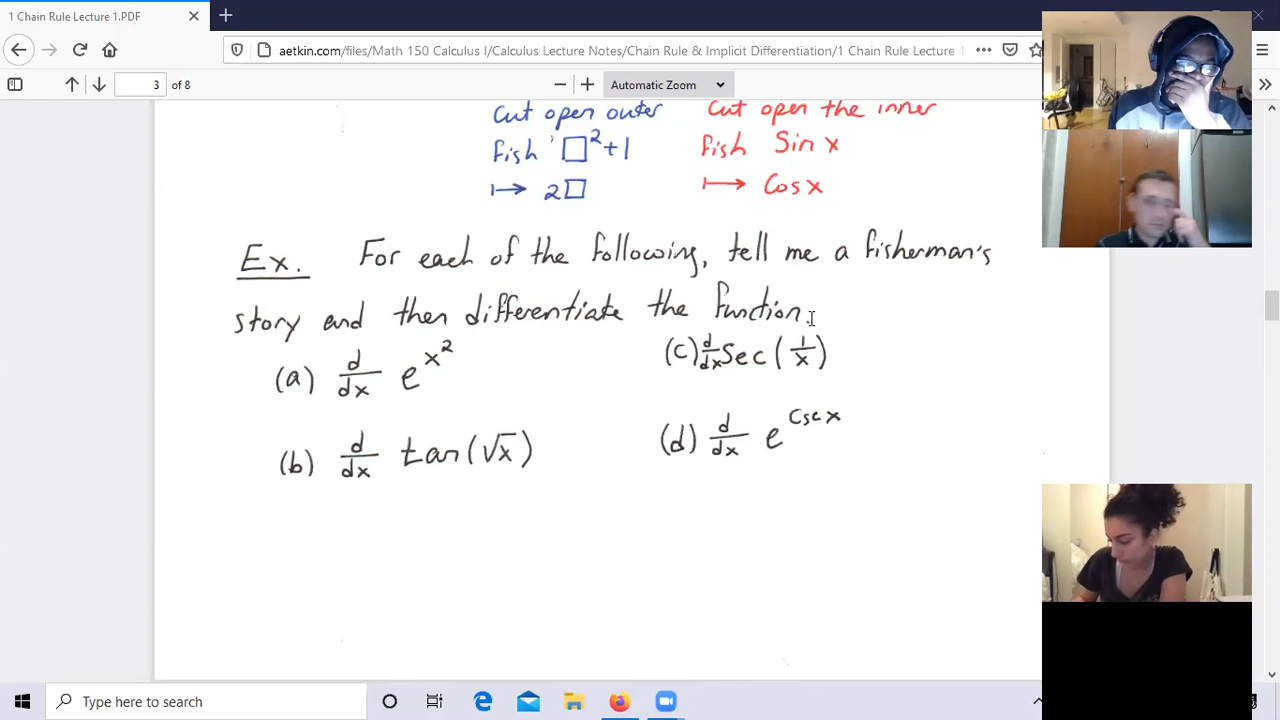 1 Chain Rule Lecture 1.PDF
aetkin.com/files/Math 150 Calculus I/Calculus Lecture Notes/Chain Rule & Implicit Differentiation/1 Chain Rule Lecture 1
3 of 8
Automatic Zoom
Cut open outer
fish □²+1
↦ 2□
Cut open the inner
fish Sin x
↦ Cos x
Ex. For each of the following, tell me a fisherman's
story and then differentiate the function.
(a) d/dx e^x²
(b) d/dx tan(√x)
(c) d/dx Sec(1/x)
(d) d/dx e^Csc x
Type here to search